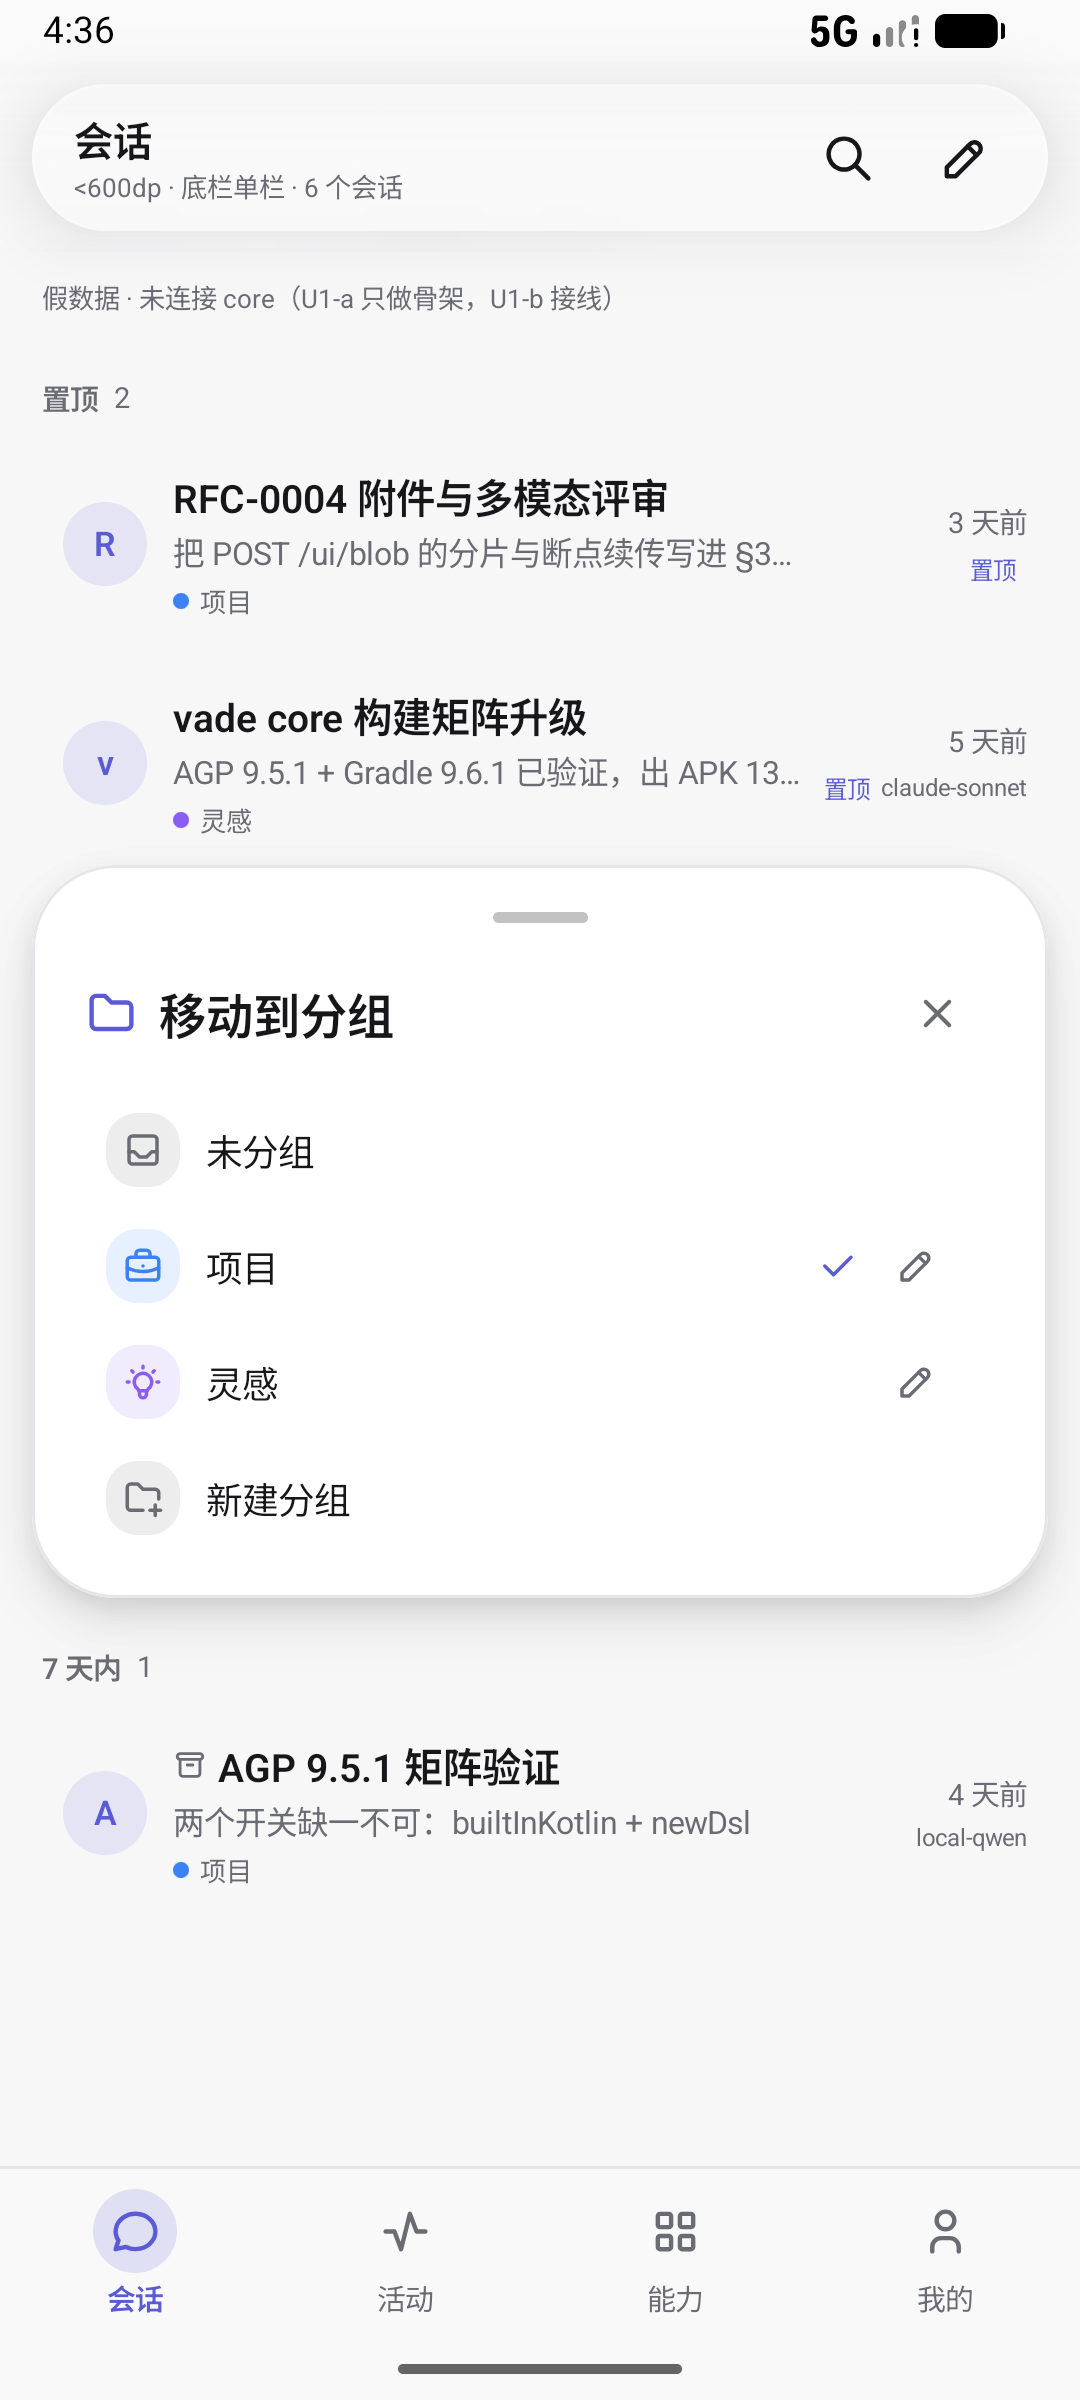 4:36
5G
会话
<600dp · 底栏单栏 · 6 个会话
假数据 · 未连接 core（U1-a 只做骨架，U1-b 接线）
置顶 2
R
RFC-0004 附件与多模态评审
3 天前
把 POST /ui/blob 的分片与断点续传写进 §3...
置顶
项目
v
vade core 构建矩阵升级
5 天前
AGP 9.5.1 + Gradle 9.6.1 已验证，出 APK 13...
置顶 claude-sonnet
灵感
移动到分组
未分组
项目
灵感
新建分组
7 天内 1
A
AGP 9.5.1 矩阵验证
4 天前
两个开关缺一不可：builtInKotlin + newDsl
local-qwen
项目
会话
活动
能力
我的